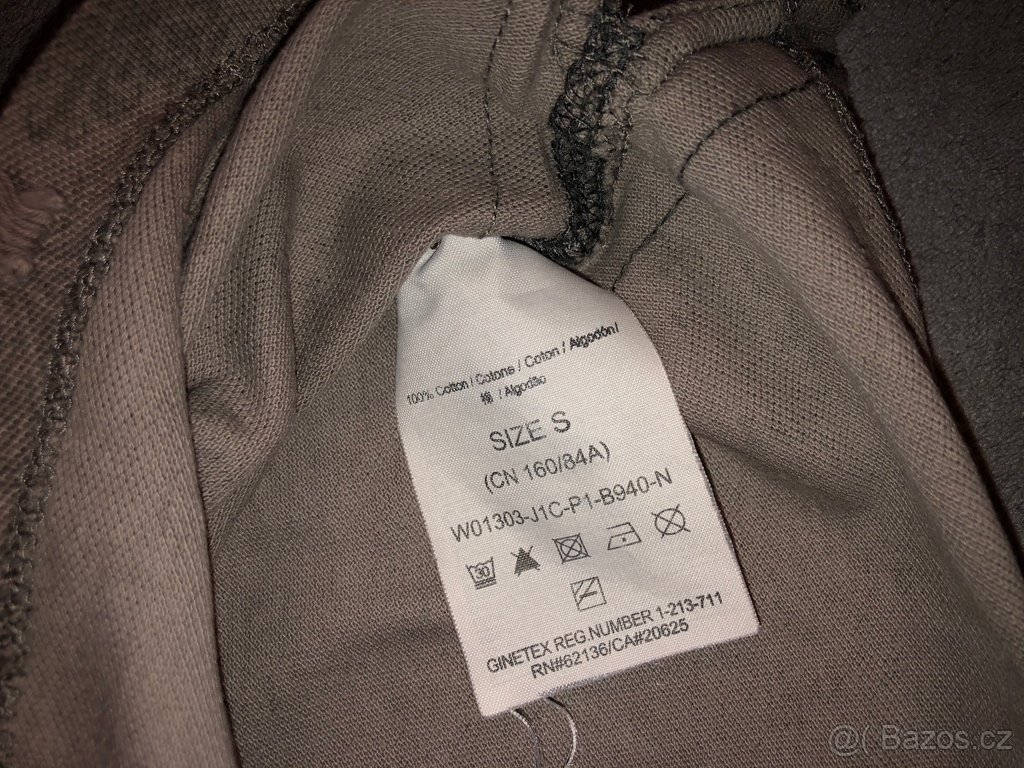 100% Cotton / Cotone / Coton / Algodón/
棉 / Algodão
SIZE S
(CN 160/84A)
W01303-J1C-P1-B940-N
30
GINETEX REG.NUMBER 1-213-711
RN#62136/CA#20625
@( Bazos.cz